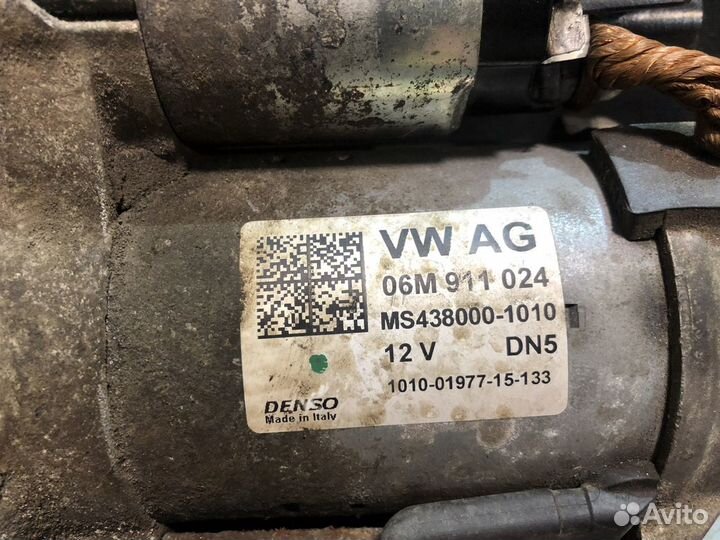 VW AG
06M 911 024
MS438000-1010
12 V DN5
1010-01977-15-133
DENSO
Made in Italy
Avito